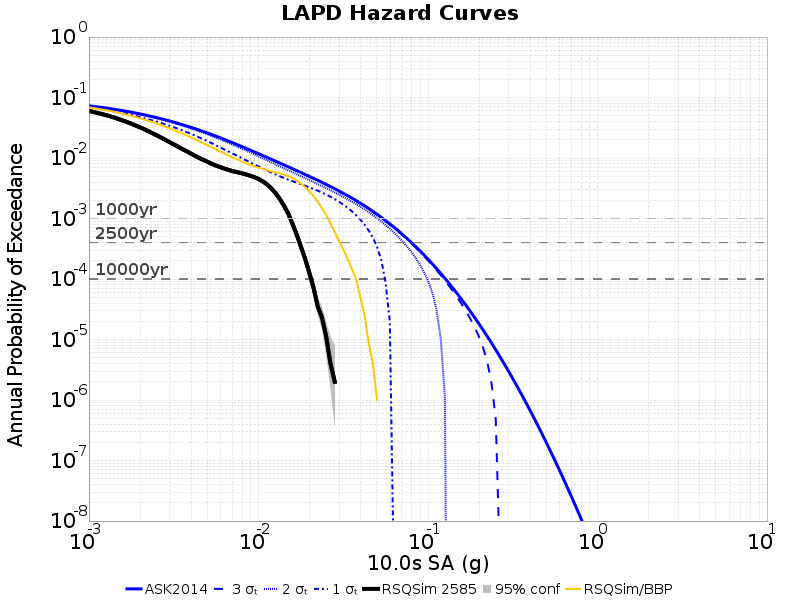 LAPD Hazard Curves
Annual Probability of Exceedance
10^0
10^-1
10^-2
10^-3
10^-4
10^-5
10^-6
10^-7
10^-8
1000yr
2500yr
10000yr
10^-3 10^-2 10^-1 10^0 10^1
10.0s SA (g)
ASK2014 3 σₜ 2 σₜ 1 σₜ RSQSim 2585 95% conf RSQSim/BBP